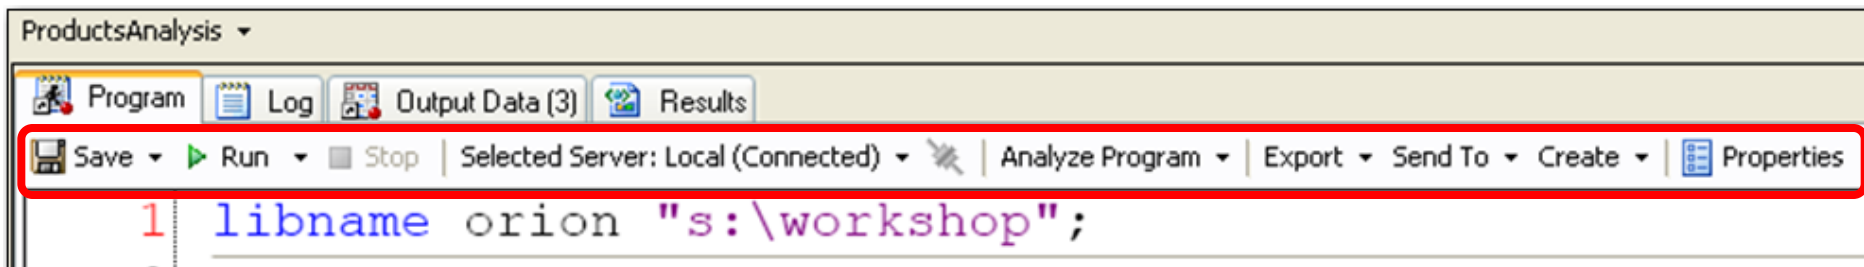 ProductsAnalysis
Program Log Output Data (3) Results
Save Run Stop Selected Server: Local (Connected) Analyze Program Export Send To Create Properties
1 libname orion "s:\workshop";